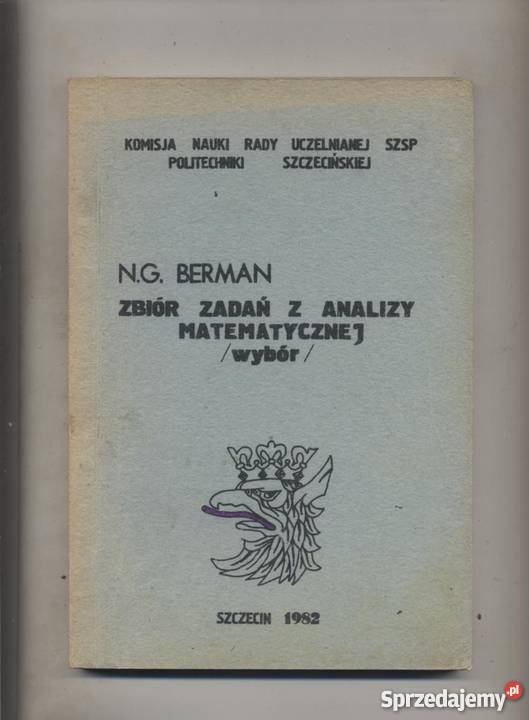 KOMISJA NAUKI RADY UCZELNIANEJ SZSP
POLITECHNIKI SZCZECIŃSKIEJ
N.G. BERMAN
ZBIÓR ZADAŃ Z ANALIZY
MATEMATYCZNEJ
/wybór/
SZCZECIN 1982
Sprzedajemy.pl